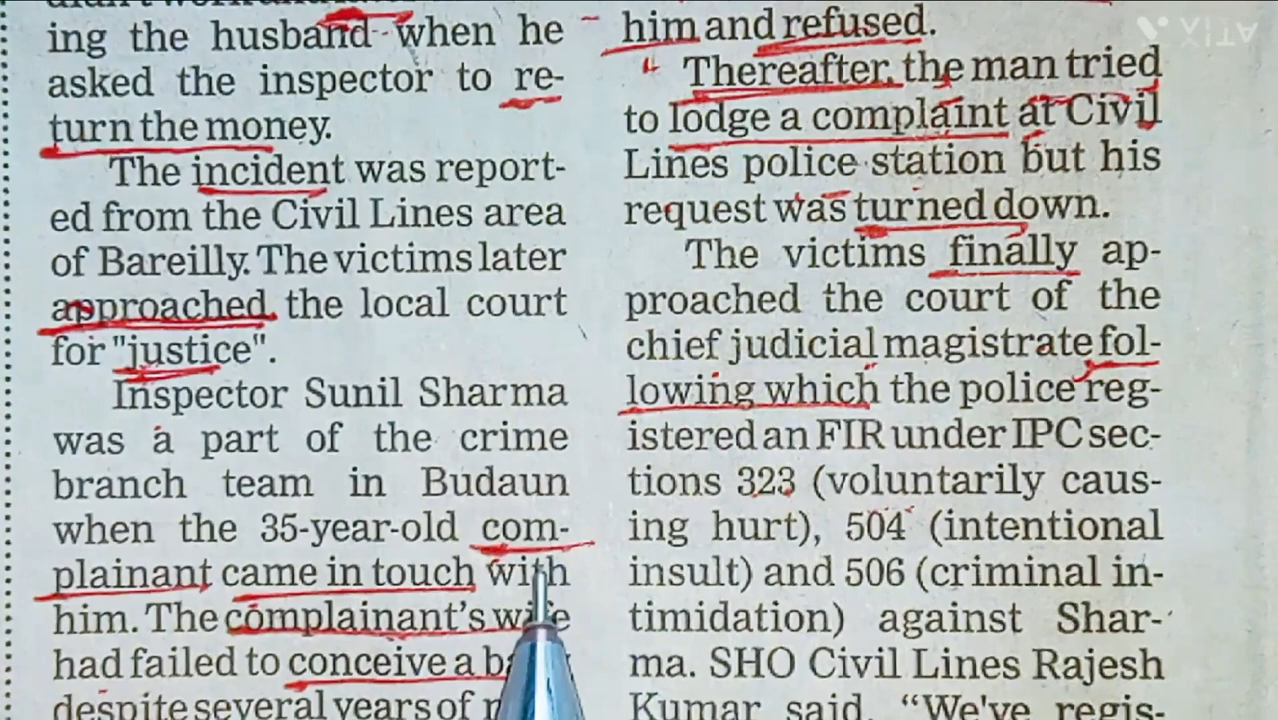 ing the husband when he
asked the inspector to re-
turn the money.
The incident was report-
ed from the Civil Lines area
of Bareilly. The victims later
approached the local court
for "justice".
Inspector Sunil Sharma
was a part of the crime
branch team in Budaun
when the 35-year-old com-
plainant came in touch with
him. The complainant's wife
had failed to conceive a
despite several years of
him and refused.
Thereafter, the man tried
to lodge a complaint at Civil
Lines police station but his
request was turned down.
The victims finally ap-
proached the court of the
chief judicial magistrate fol-
lowing which the police reg-
istered an FIR under IPC sec-
tions 323 (voluntarily caus-
ing hurt), 504 (intentional
insult) and 506 (criminal in-
timidation) against Shar-
ma. SHO Civil Lines Rajesh
Kumar said, "We've regis-